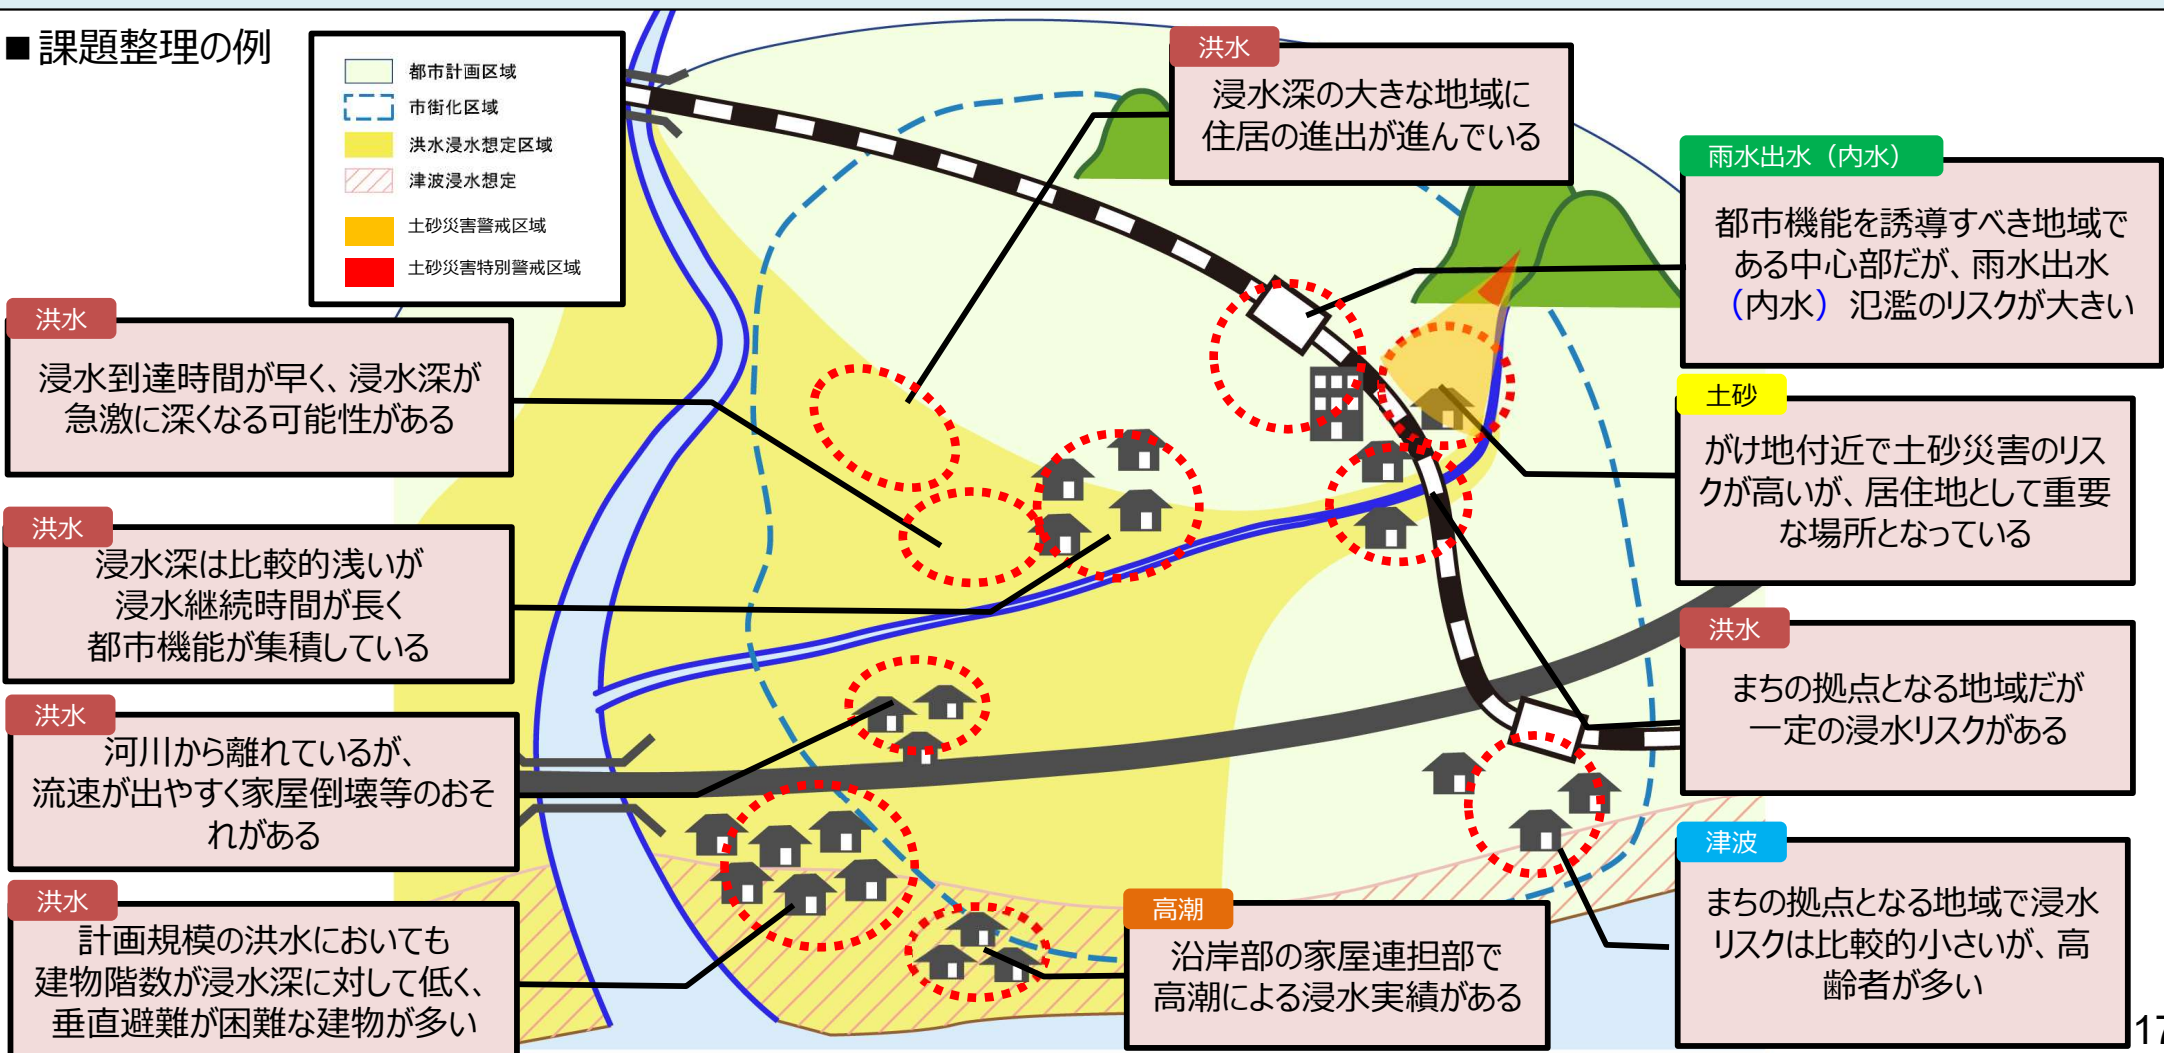 ■課題整理の例
都市計画区域
市街化区域
洪水浸水想定区域
津波浸水想定
土砂災害警戒区域
土砂災害特別警戒区域
洪水
浸水深の大きな地域に
住居の進出が進んでいる
雨水出水（内水）
都市機能を誘導すべき地域で
ある中心部だが、雨水出水
（内水）氾濫のリスクが大きい
洪水
浸水到達時間が早く、浸水深が
急激に深くなる可能性がある
土砂
がけ地付近で土砂災害のリス
クが高いが、居住地として重要
な場所となっている
洪水
浸水深は比較的浅いが
浸水継続時間が長く
都市機能が集積している
洪水
まちの拠点となる地域だが
一定の浸水リスクがある
洪水
河川から離れているが、
流速が出やすく家屋倒壊等のおそ
れがある
津波
まちの拠点となる地域で浸水
リスクは比較的小さいが、高
齢者が多い
洪水
計画規模の洪水においても
建物階数が浸水深に対して低く、
垂直避難が困難な建物が多い
高潮
沿岸部の家屋連担部で
高潮による浸水実績がある
17